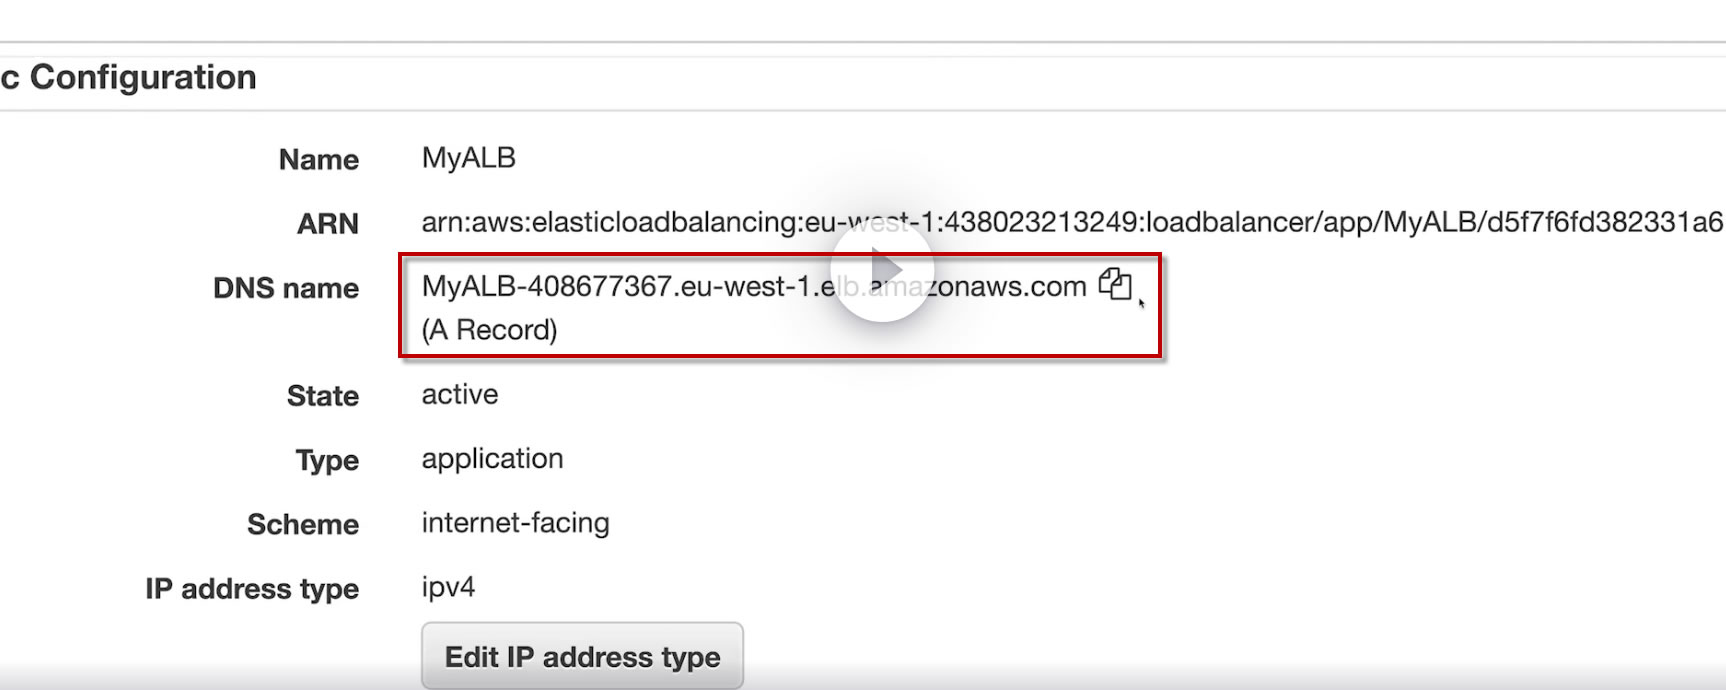 c Configuration
Name MyALB
ARN arn:aws:elasticloadbalancing:eu-west-1:438023213249:loadbalancer/app/MyALB/d5f7f6fd382331a6
DNS name MyALB-408677367.eu-west-1.elb.amazonaws.com
(A Record)
State active
Type application
Scheme internet-facing
IP address type ipv4
Edit IP address type